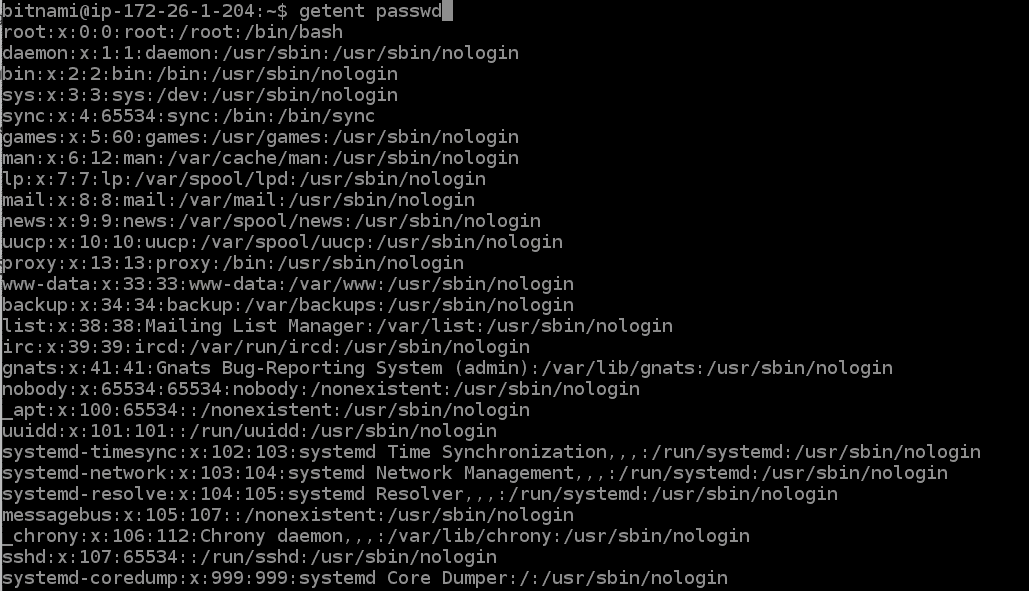 bitnami@ip-172-26-1-204:~$ getent passwd
root:x:0:0:root:/root:/bin/bash
daemon:x:1:1:daemon:/usr/sbin:/usr/sbin/nologin
bin:x:2:2:bin:/bin:/usr/sbin/nologin
sys:x:3:3:sys:/dev:/usr/sbin/nologin
sync:x:4:65534:sync:/bin:/bin/sync
games:x:5:60:games:/usr/games:/usr/sbin/nologin
man:x:6:12:man:/var/cache/man:/usr/sbin/nologin
lp:x:7:7:lp:/var/spool/lpd:/usr/sbin/nologin
mail:x:8:8:mail:/var/mail:/usr/sbin/nologin
news:x:9:9:news:/var/spool/news:/usr/sbin/nologin
uucp:x:10:10:uucp:/var/spool/uucp:/usr/sbin/nologin
proxy:x:13:13:proxy:/bin:/usr/sbin/nologin
www-data:x:33:33:www-data:/var/www:/usr/sbin/nologin
backup:x:34:34:backup:/var/backups:/usr/sbin/nologin
list:x:38:38:Mailing List Manager:/var/list:/usr/sbin/nologin
irc:x:39:39:ircd:/var/run/ircd:/usr/sbin/nologin
gnats:x:41:41:Gnats Bug-Reporting System (admin):/var/lib/gnats:/usr/sbin/nologin
nobody:x:65534:65534:nobody:/nonexistent:/usr/sbin/nologin
_apt:x:100:65534::/nonexistent:/usr/sbin/nologin
uuidd:x:101:101::/run/uuidd:/usr/sbin/nologin
systemd-timesync:x:102:103:systemd Time Synchronization,,,:/run/systemd:/usr/sbin/nologin
systemd-network:x:103:104:systemd Network Management,,,:/run/systemd:/usr/sbin/nologin
systemd-resolve:x:104:105:systemd Resolver,,,:/run/systemd:/usr/sbin/nologin
messagebus:x:105:107::/nonexistent:/usr/sbin/nologin
_chrony:x:106:112:Chrony daemon,,,:/var/lib/chrony:/usr/sbin/nologin
sshd:x:107:65534::/run/sshd:/usr/sbin/nologin
systemd-coredump:x:999:999:systemd Core Dumper:/:/usr/sbin/nologin